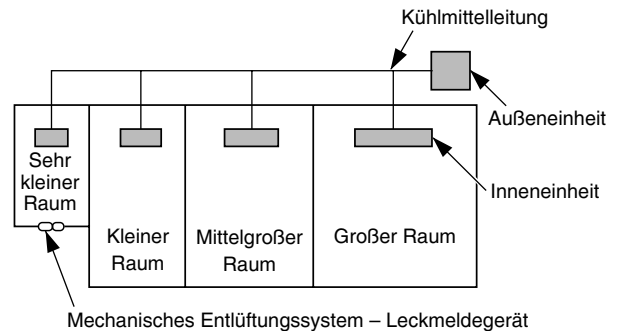 Kühlmittelleitung
Außeneinheit
Inneneinheit
Sehr
kleiner
Raum
Kleiner
Raum
Mittelgroßer
Raum
Großer Raum
Mechanisches Entlüftungssystem – Leckmeldegerät